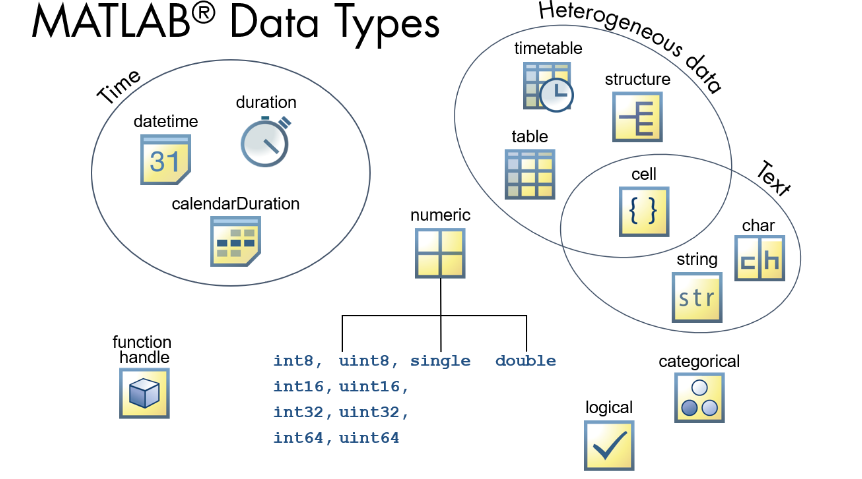 MATLAB® Data Types
Time
datetime
duration
31
calendarDuration
Heterogeneous data
timetable
structure
table
cell
{ }
Text
char
ch
string
str
numeric
int8, uint8, single double
int16, uint16,
int32, uint32,
int64, uint64
function
handle
categorical
logical